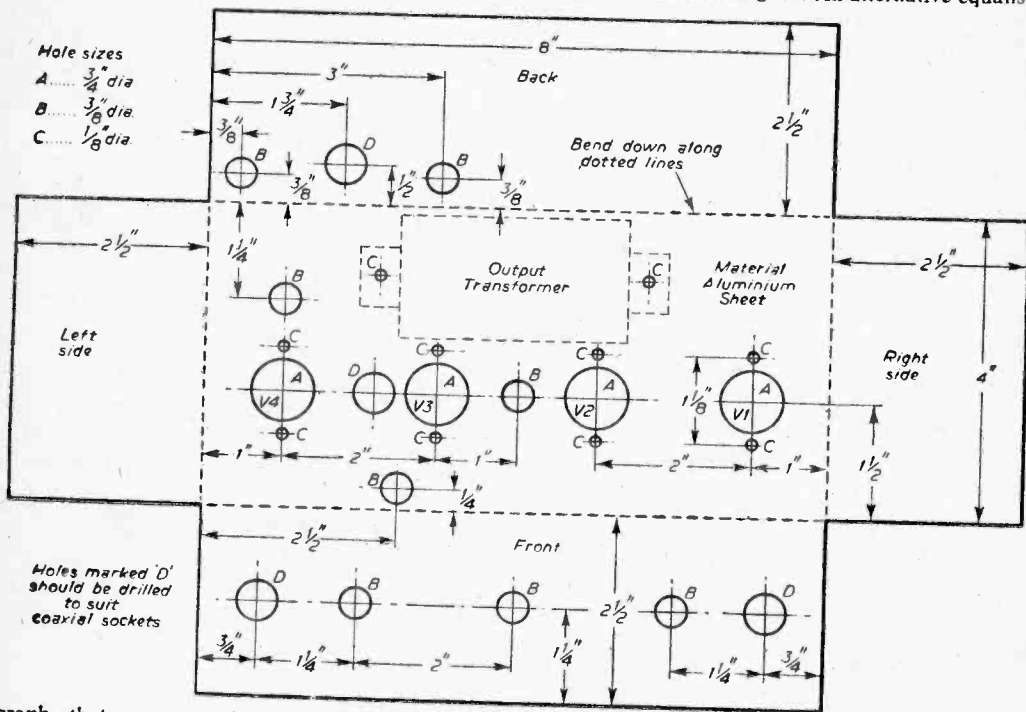 alternative equalis
Hole sizes
A...... 3/4" dia
B...... 3/8" dia.
C...... 1/8" dia.
8"
3"
Back
1 3/4"
3/8"
2 1/2"
B
D
B
Bend down along
dotted lines
3/8"
1/2"
3/8"
2 1/2"
1 1/4"
C
Output
Transformer
C
Material
Aluminium
Sheet
2 1/2"
B
Left
side
C
C
C
C
Right
side
4"
A
V4
D
A
V3
B
A
V2
1 1/8"
A
V1
C
C
C
C
1"
2"
1"
2"
1"
1 1/2"
B
1/4"
2 1/2"
Front
Holes marked 'D'
should be drilled
to suit
coaxial sockets
D
B
B
B
D
2 1/2"
3/4"
1 1/4"
2"
1 1/4"
1 1/4"
3/4"